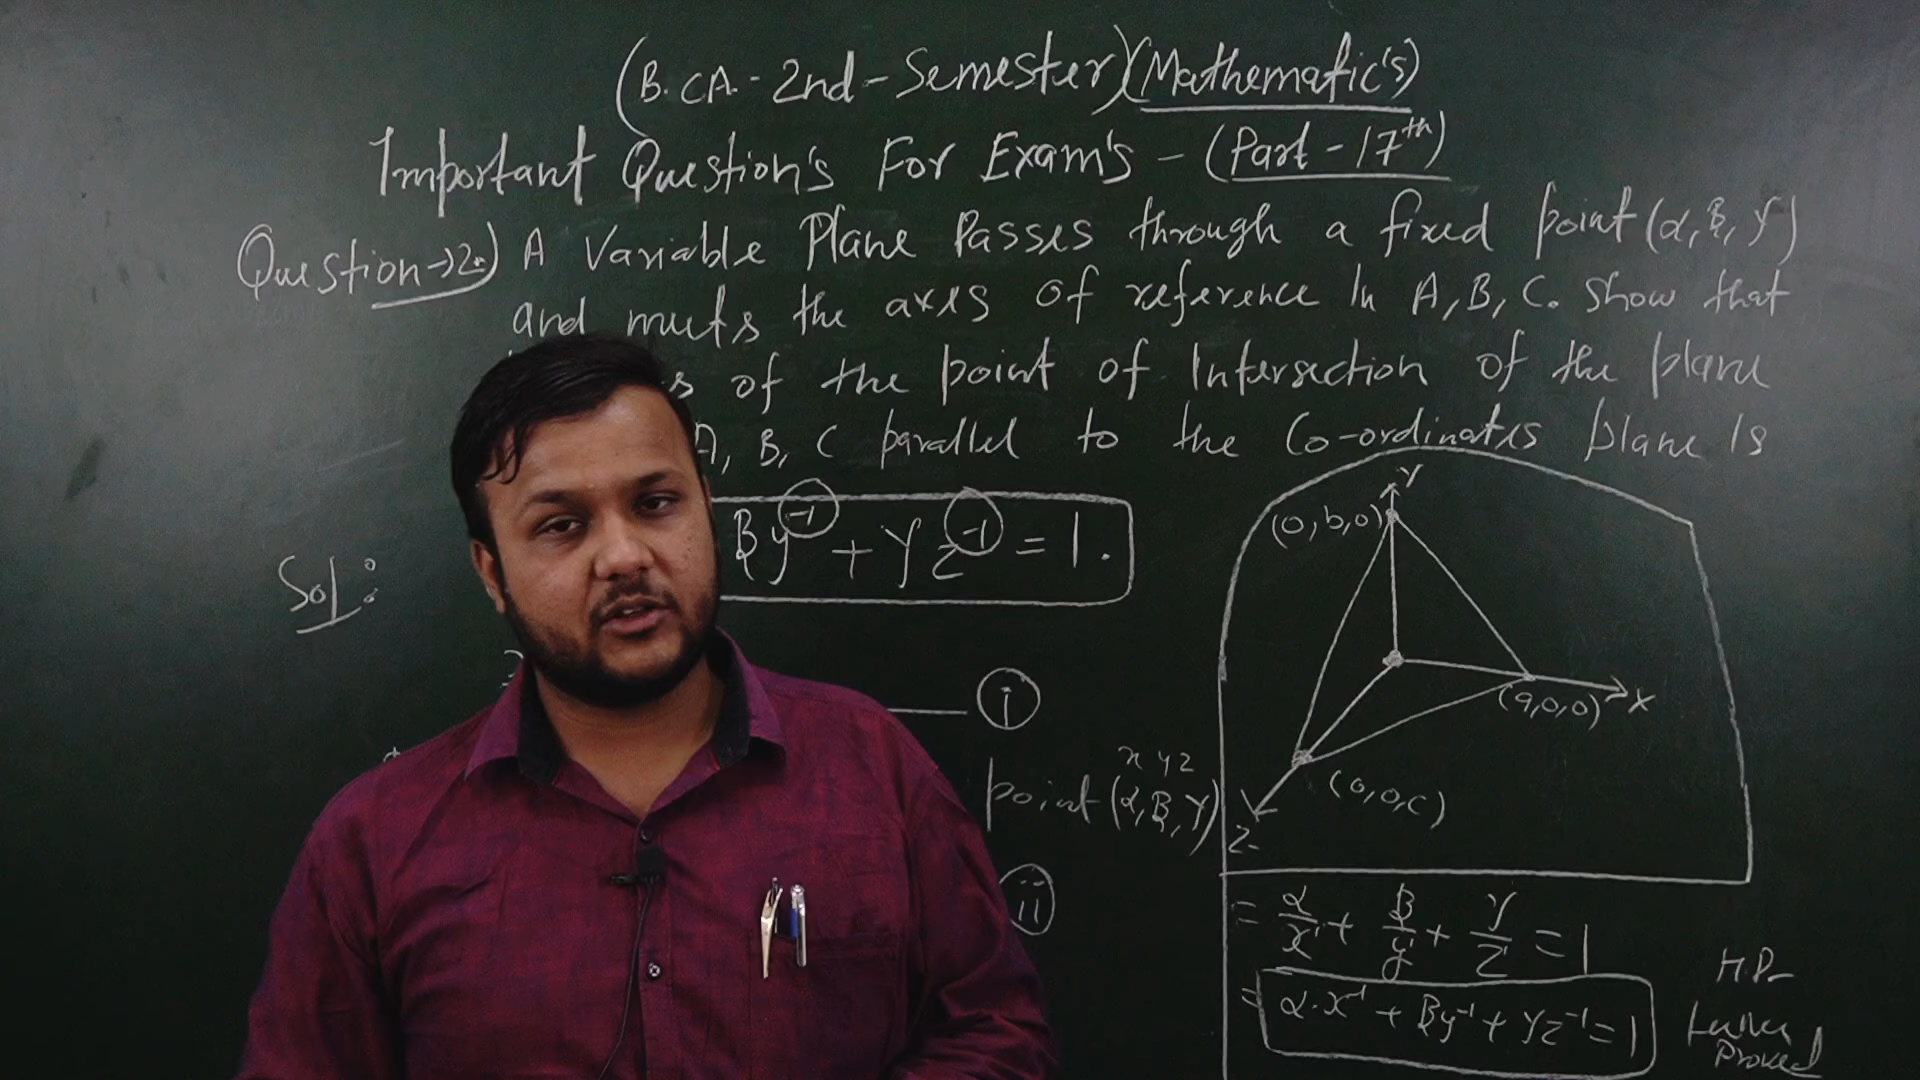 (B.CA.-2nd-Semester)(Mathematic's)
Important Question's For Exam's - (Part-17th)
Question→2.) A Variable Plane Passes through a fixed point (α, β, γ)
and meets the axes of reference In A, B, C. Show that
of the point of Intersection of the plane
A, B, C parallel to the Co-ordinates plane Is
βy⁻¹ + γz⁻¹ = 1.
Sol:
(i)
x y z
point (α, β, γ)
(ii)
Y
(0,b,0)
(a,0,0) X
(0,0,c)
Z
= α/x + β/y + γ/z = 1
= α.x⁻¹ + βy⁻¹ + γz⁻¹ = 1
H.P.
Proved